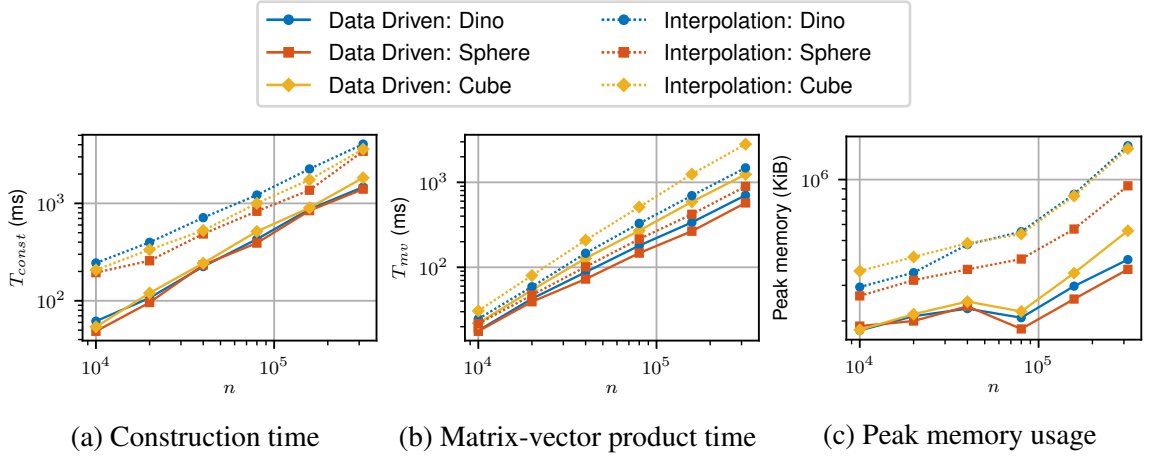 Data Driven: Dino
Data Driven: Sphere
Data Driven: Cube
Interpolation: Dino
Interpolation: Sphere
Interpolation: Cube
T_const (ms)
10^3
10^2
10^4
10^5
n
(a) Construction time
T_mv (ms)
10^3
10^2
10^4
10^5
n
(b) Matrix-vector product time
Peak memory (KiB)
10^6
10^4
10^5
n
(c) Peak memory usage